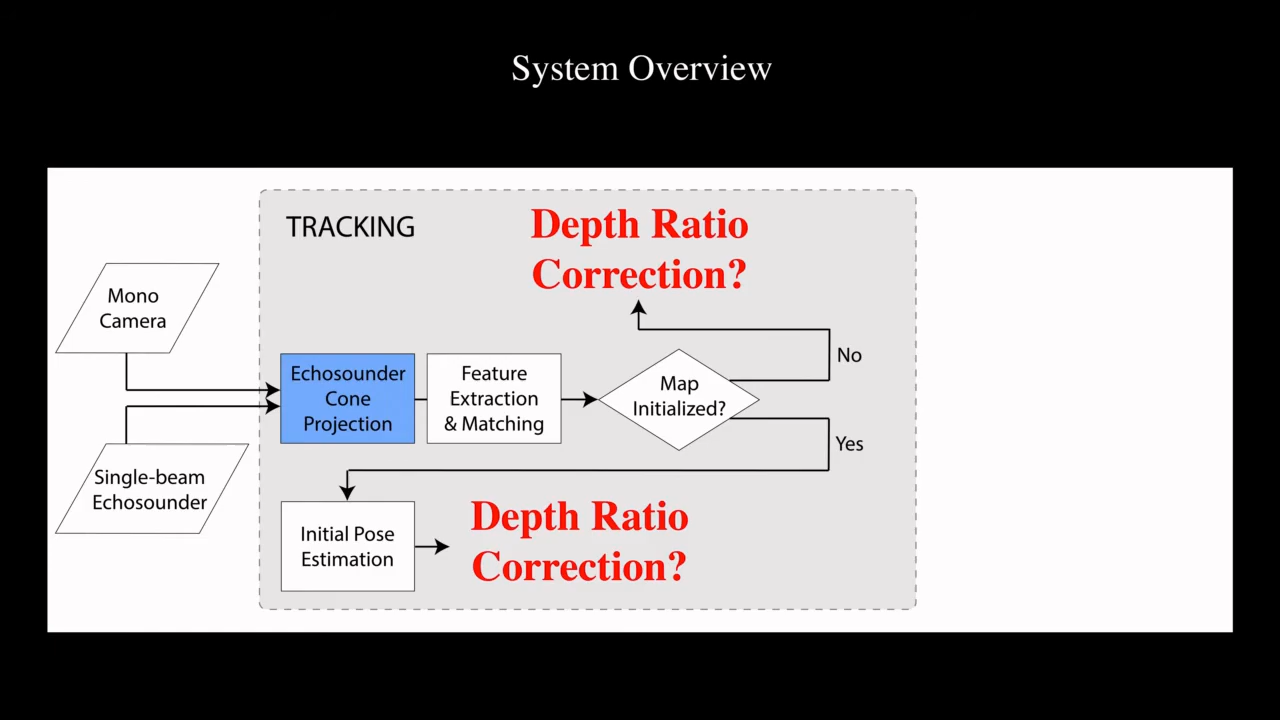 System Overview
TRACKING
Depth Ratio
Correction?
Mono
Camera
Echosounder
Cone
Projection
Feature
Extraction
& Matching
Map
Initialized?
No
Yes
Single-beam
Echosounder
Initial Pose
Estimation
Depth Ratio
Correction?